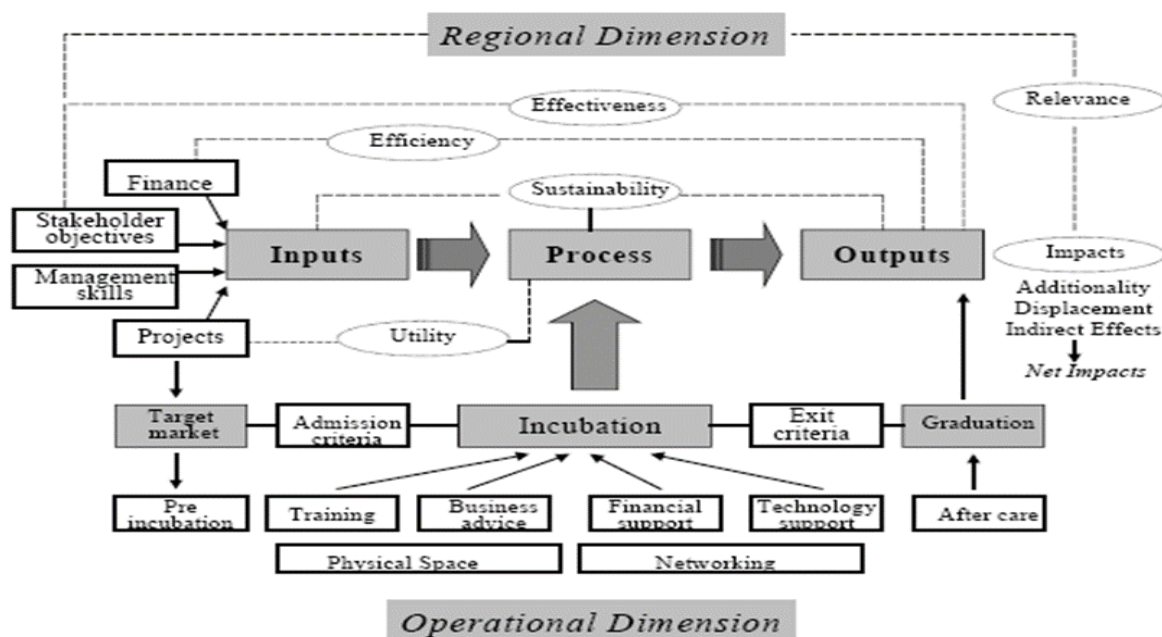 Regional Dimension
Effectiveness
Relevance
Efficiency
Finance
Sustainability
Stakeholder
objectives
Inputs
Process
Outputs
Impacts
Management
skills
Additionality
Displacement
Indirect Effects
Projects
Utility
Net Impacts
Target
market
Admission
criteria
Incubation
Exit
criteria
Graduation
Pre
incubation
Training
Business
advice
Financial
support
Technology
support
After care
Physical Space
Networking
Operational Dimension